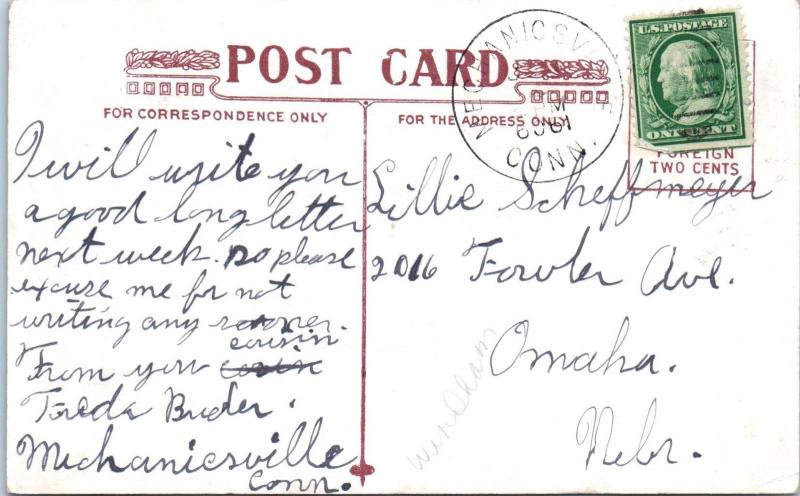 POST CARD
FOR CORRESPONDENCE ONLY
FOR THE ADDRESS ONLY
U.S. POSTAGE
ONE CENT
FOREIGN
TWO CENTS
CONN.
I will write you
a good long letter
next week. so please
excuse me for not
writing any sooner.
cousin
From you
Freda Bruder.
Mechanicsville
Conn.
Lillie Scheffmeyer
2016 Fowler Ave.
Omaha.
Nebr.